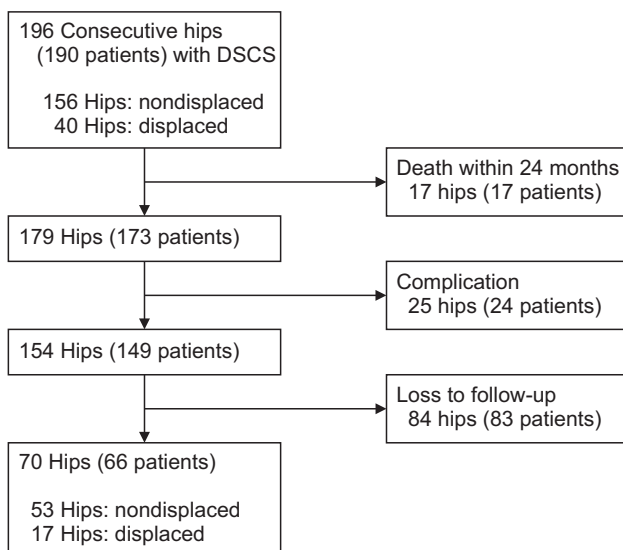 196 Consecutive hips
(190 patients) with DSCS
156 Hips: nondisplaced
40 Hips: displaced
Death within 24 months
17 hips (17 patients)
179 Hips (173 patients)
Complication
25 hips (24 patients)
154 Hips (149 patients)
Loss to follow-up
84 hips (83 patients)
70 Hips (66 patients)
53 Hips: nondisplaced
17 Hips: displaced